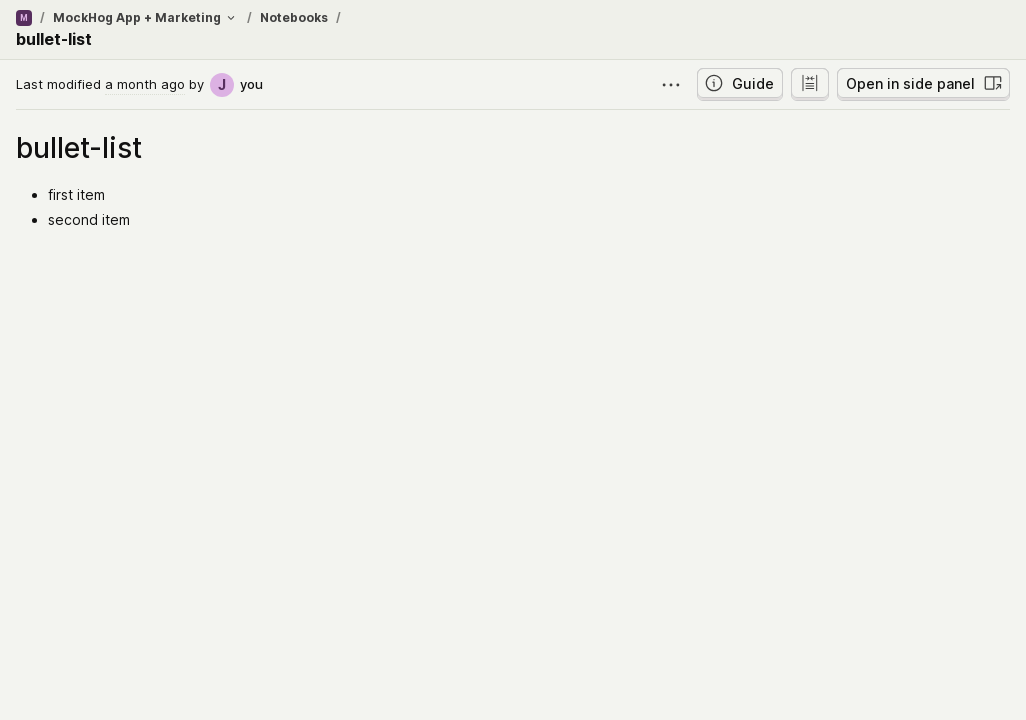 M / MockHog App + Marketing / Notebooks /
bullet-list
Last modified a month ago by J you
Guide
Open in side panel
bullet-list
• first item
• second item